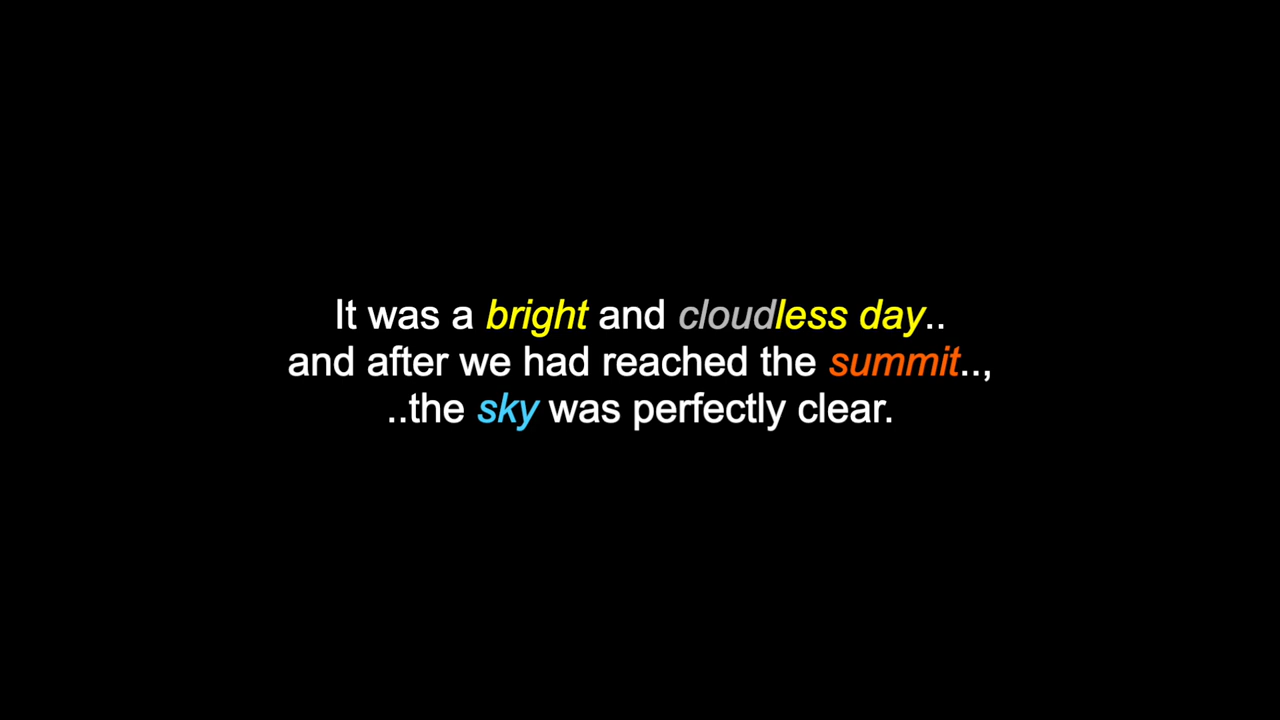 It was a bright and cloudless day..
and after we had reached the summit..,
..the sky was perfectly clear.